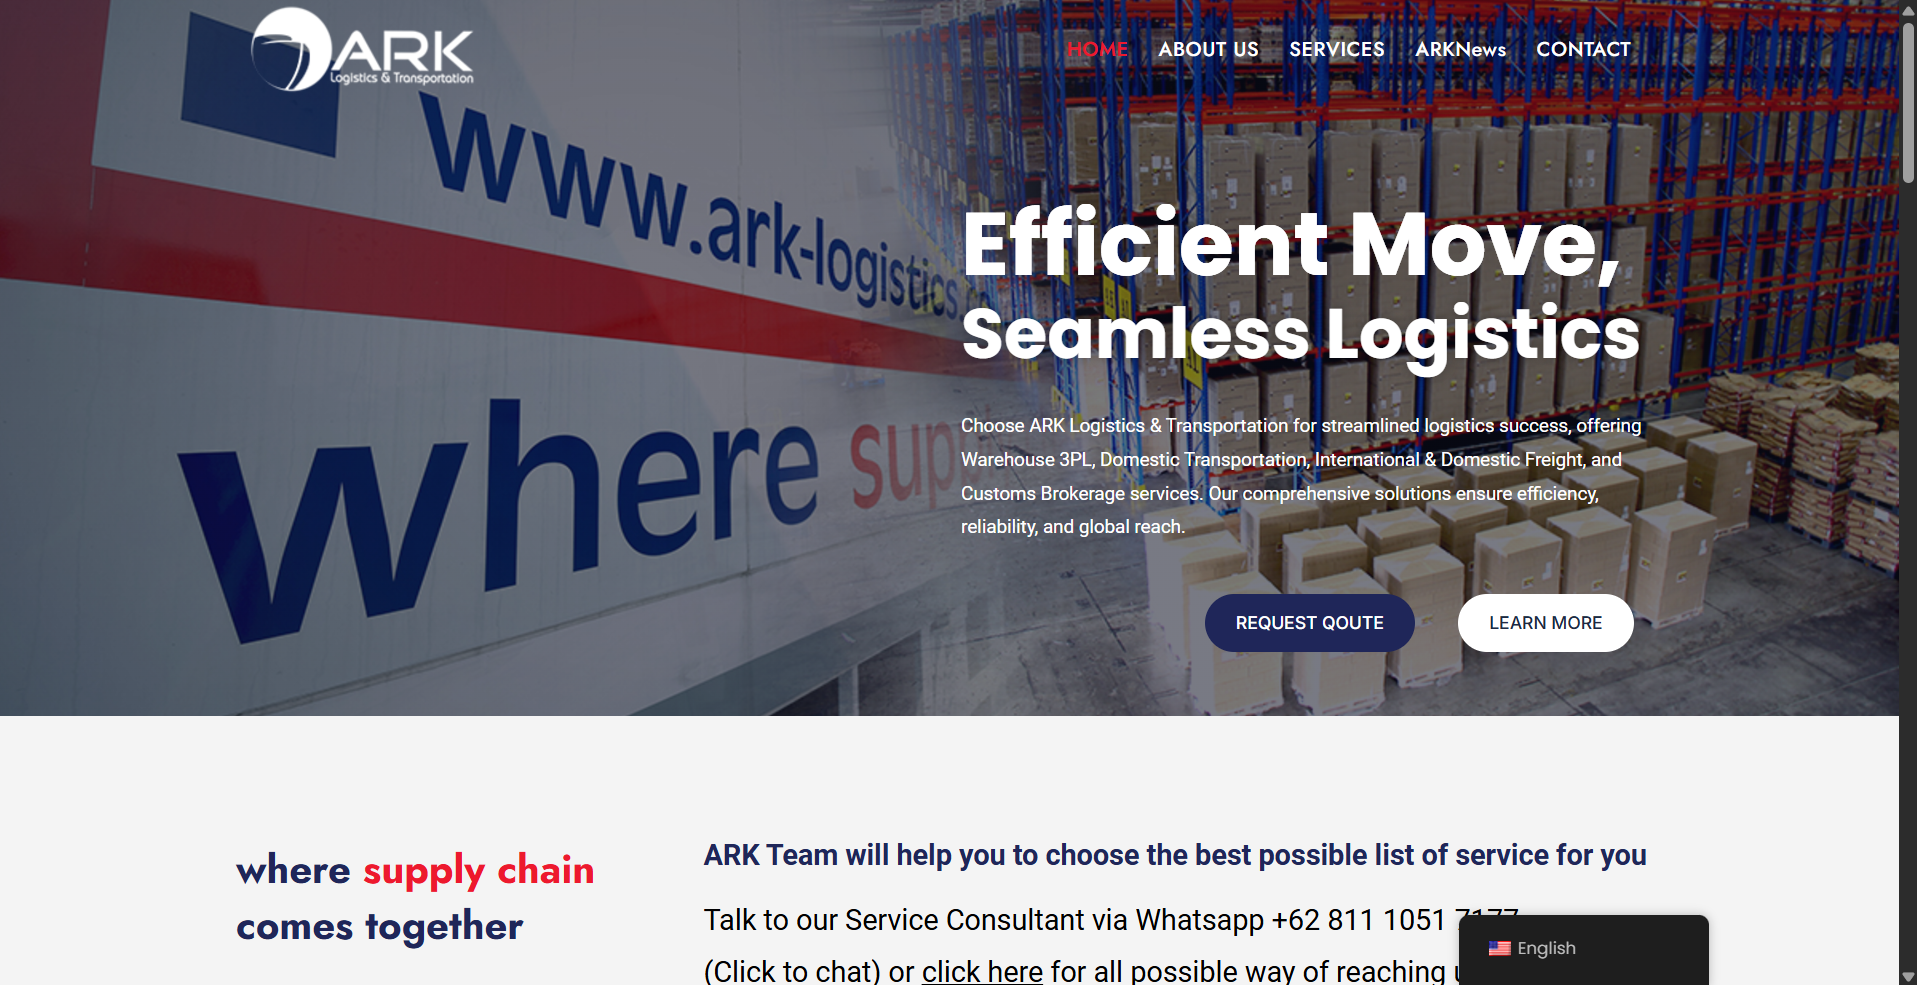 ARK
Logistics & Transportation
HOME ABOUT US SERVICES ARKNews CONTACT
www.ark-logistics.
where supp
Efficient Move,
Seamless Logistics
Choose ARK Logistics & Transportation for streamlined logistics success, offering
Warehouse 3PL, Domestic Transportation, International & Domestic Freight, and
Customs Brokerage services. Our comprehensive solutions ensure efficiency,
reliability, and global reach.
REQUEST QOUTE LEARN MORE
where supply chain
comes together
ARK Team will help you to choose the best possible list of service for you
Talk to our Service Consultant via Whatsapp +62 811 1051 7177
(Click to chat) or click here for all possible way of reaching
English